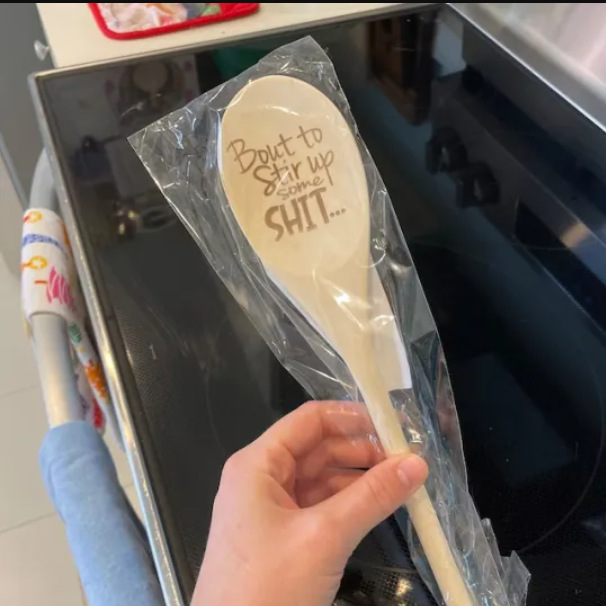 Bout to
Stir up
some
SHIT...